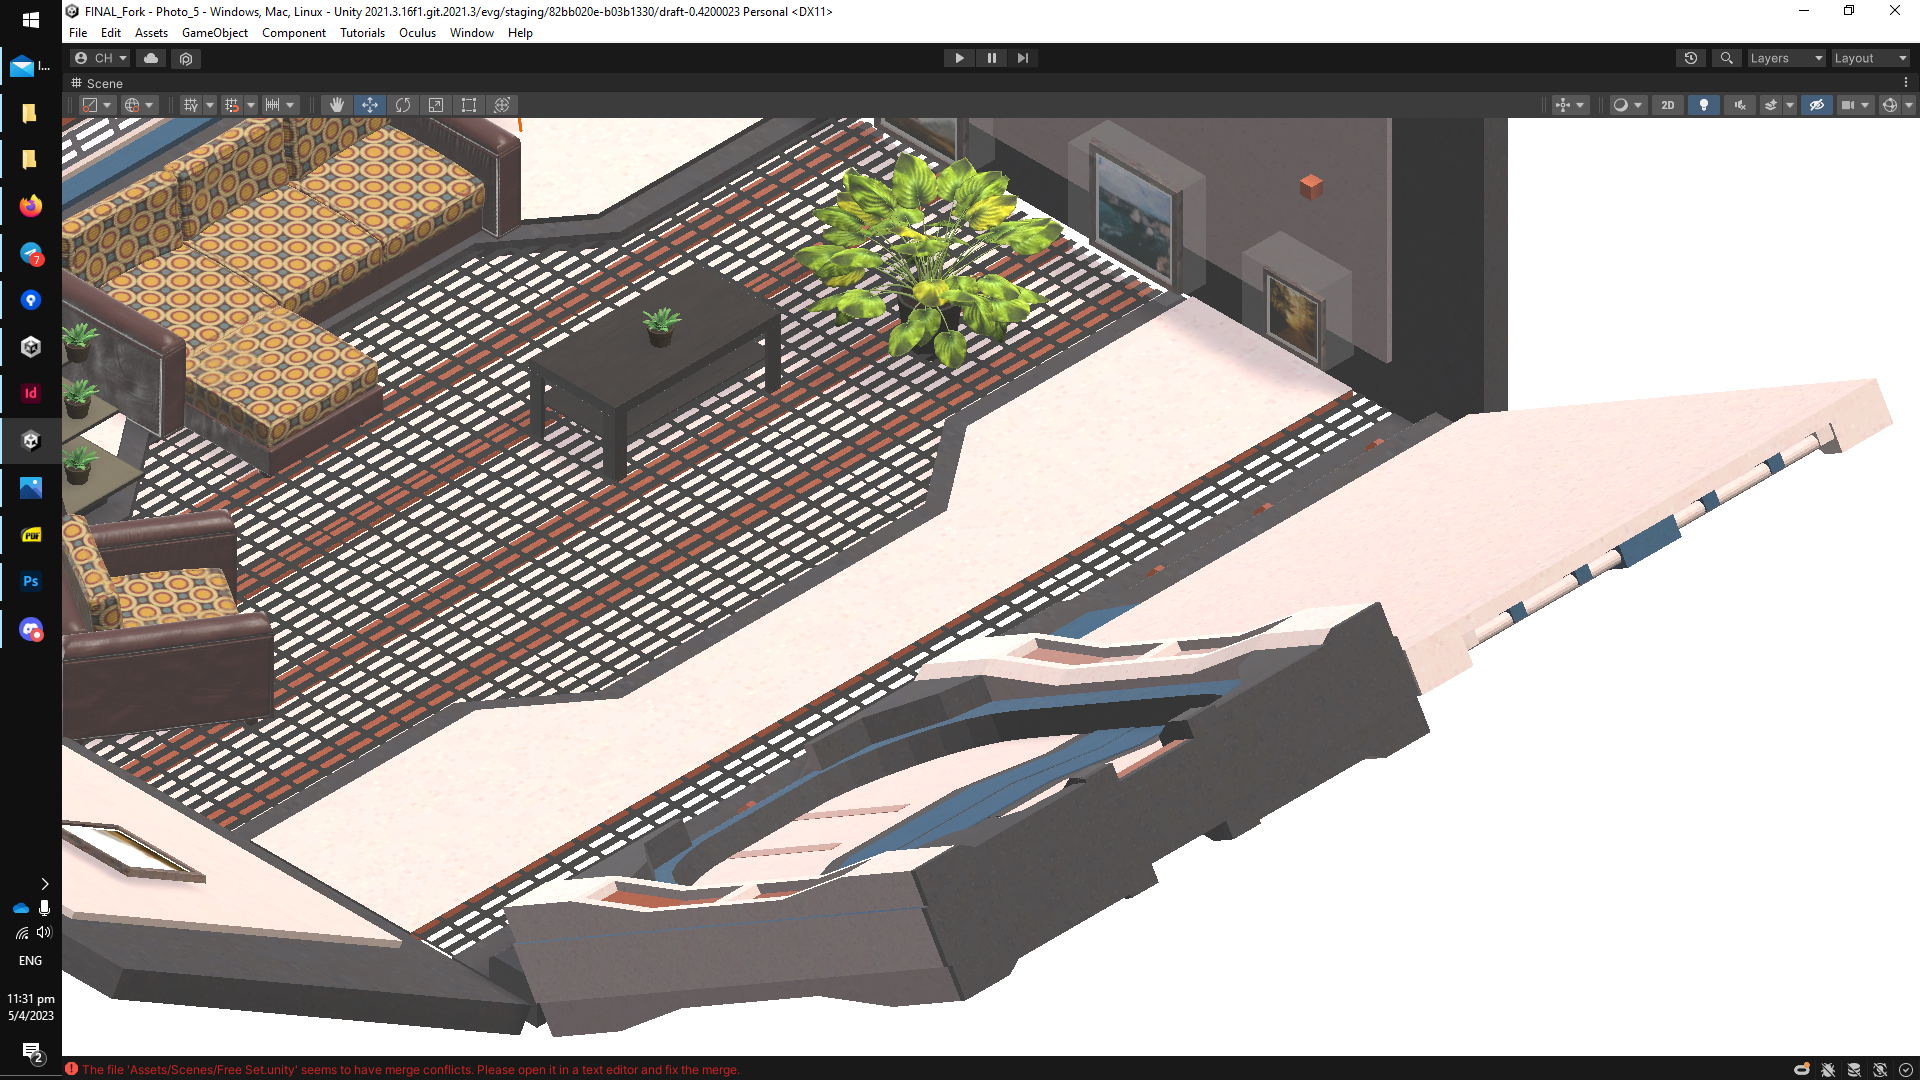 FINAL_Fork - Photo_5 - Windows, Mac, Linux - Unity 2021.3.16f1.git.2021.3/evg/staging/82bb020e-b03b1330/draft-0.4200023 Personal <DX11>
File Edit Assets GameObject Component Tutorials Oculus Window Help
I...
CH
Layers
Layout
Scene
2D
7
Id
PDF
Ps
ENG
11:31 pm
5/4/2023
2
The file 'Assets/Scenes/Free Set.unity' seems to have merge conflicts. Please open it in a text editor and fix the merge.